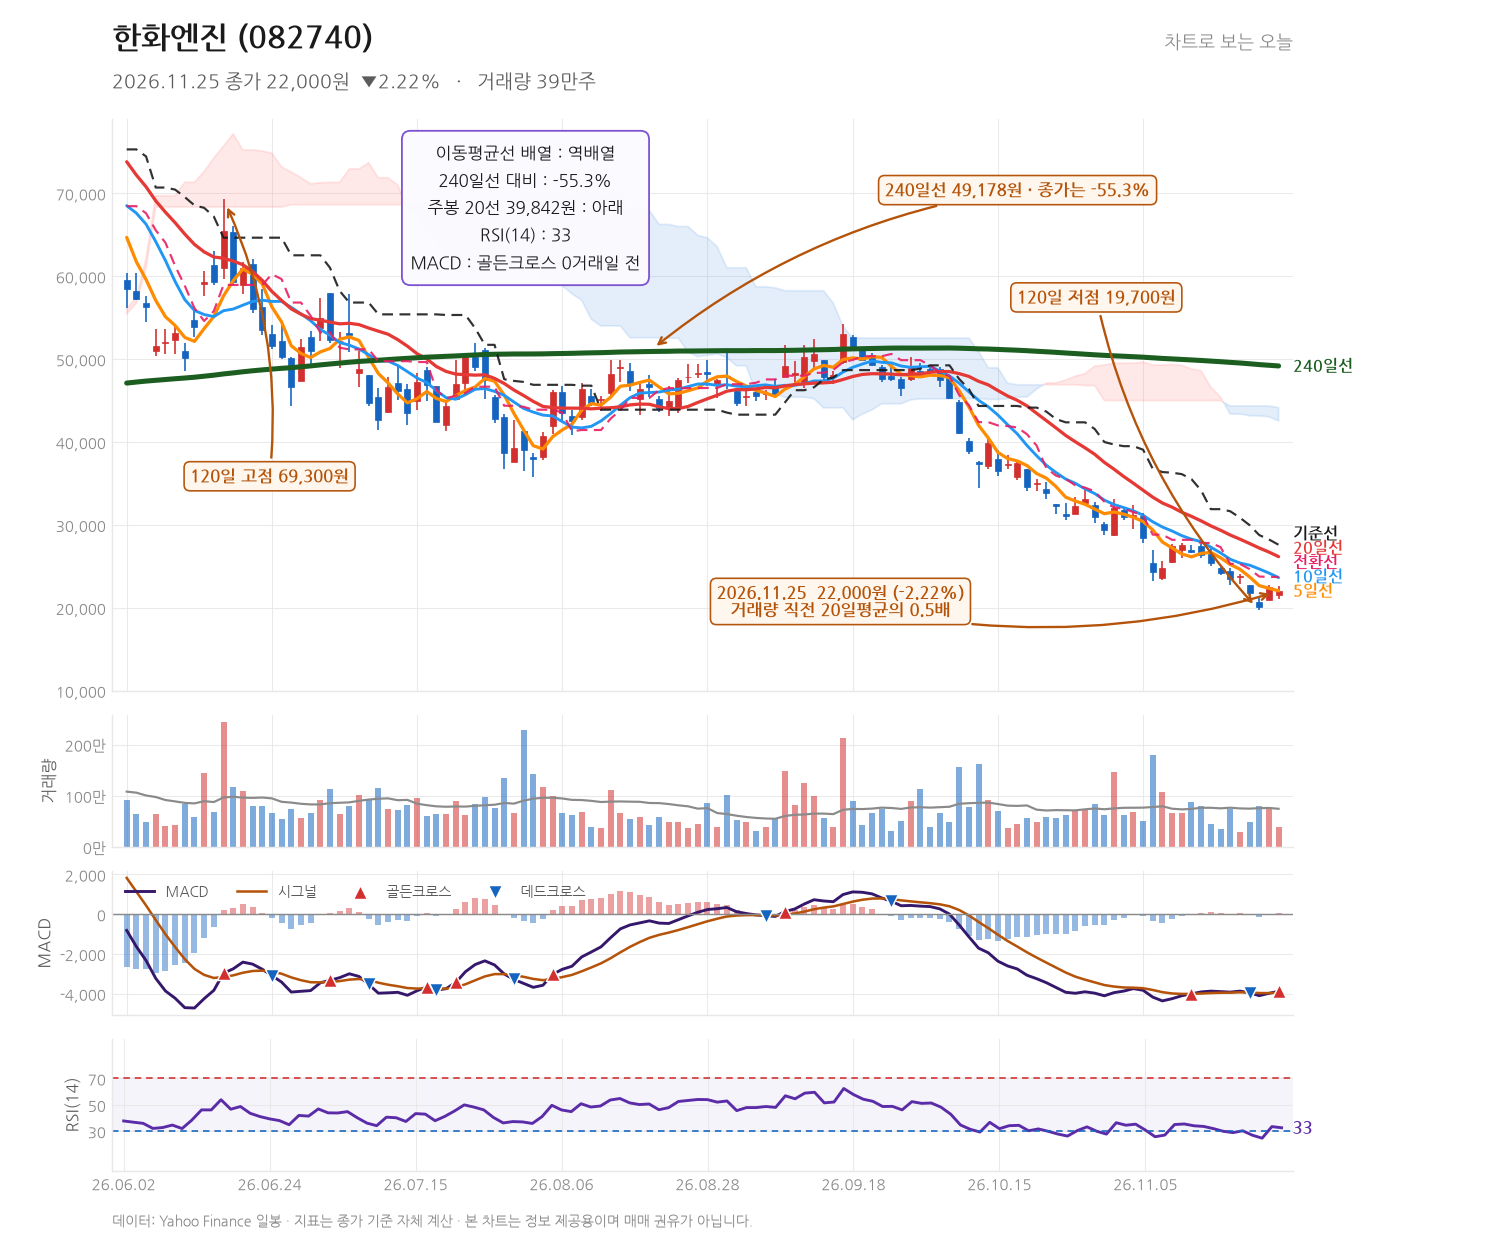 한화엔진 (082740)
차트로 보는 오늘
2026.11.25 종가 22,000원 ▼2.22% · 거래량 39만주
이동평균선 배열 : 역배열
240일선 대비 : -55.3%
주봉 20선 39,842원 : 아래
RSI(14) : 33
MACD : 골든크로스 0거래일 전
240일선 49,178원 · 종가는 -55.3%
120일 저점 19,700원
120일 고점 69,300원
2026.11.25 22,000원 (-2.22%)
거래량 직전 20일평균의 0.5배
70,000
60,000
50,000
40,000
30,000
20,000
10,000
240일선
기준선
20일선
전환선
10일선
5일선
거래량
200만
100만
0만
MACD
2,000
0
-2,000
-4,000
MACD
시그널
골든크로스
데드크로스
RSI(14)
70
50
30
33
26.06.02
26.06.24
26.07.15
26.08.06
26.08.28
26.09.18
26.10.15
26.11.05
데이터: Yahoo Finance 일봉 · 지표는 종가 기준 자체 계산 · 본 차트는 정보 제공용이며 매매 권유가 아닙니다.